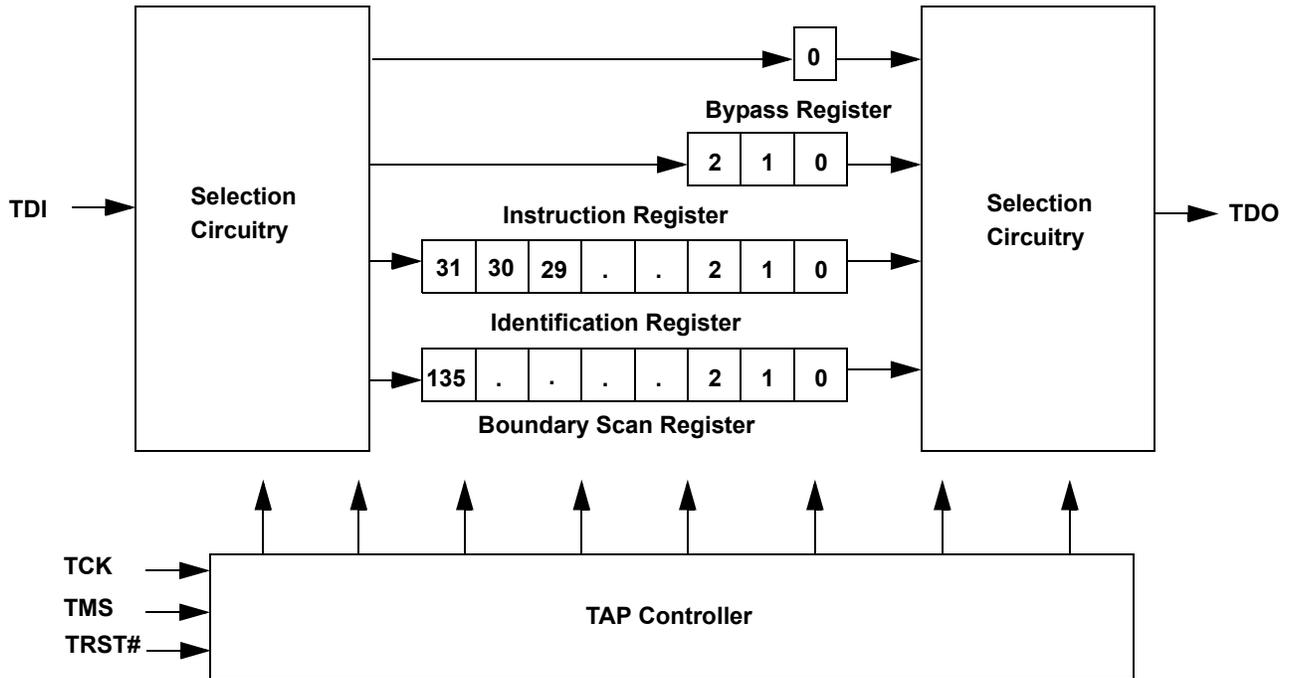 0
Bypass Register
2 1 0
TDI
Selection
Circuitry
Instruction Register
Selection
Circuitry
TDO
31 30 29 . . 2 1 0
Identification Register
135 . . . . 2 1 0
Boundary Scan Register
TCK
TMS
TRST#
TAP Controller